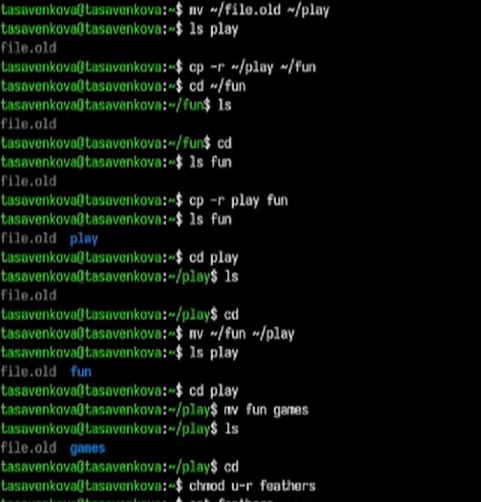 tasavenkova@tasavenkova:~$ mv ~/file.old ~/play
tasavenkova@tasavenkova:~$ ls play
file.old
tasavenkova@tasavenkova:~$ cp -r ~/play ~/fun
tasavenkova@tasavenkova:~$ cd ~/fun
tasavenkova@tasavenkova:~/fun$ ls
file.old
tasavenkova@tasavenkova:~/fun$ cd
tasavenkova@tasavenkova:~$ ls fun
file.old
tasavenkova@tasavenkova:~$ cp -r play fun
tasavenkova@tasavenkova:~$ ls fun
file.old play
tasavenkova@tasavenkova:~$ cd play
tasavenkova@tasavenkova:~/play$ ls
file.old
tasavenkova@tasavenkova:~/play$ cd
tasavenkova@tasavenkova:~$ mv ~/fun ~/play
tasavenkova@tasavenkova:~$ ls play
file.old fun
tasavenkova@tasavenkova:~$ cd play
tasavenkova@tasavenkova:~/play$ mv fun games
tasavenkova@tasavenkova:~/play$ ls
file.old games
tasavenkova@tasavenkova:~/play$ cd
tasavenkova@tasavenkova:~$ chmod u-r feathers